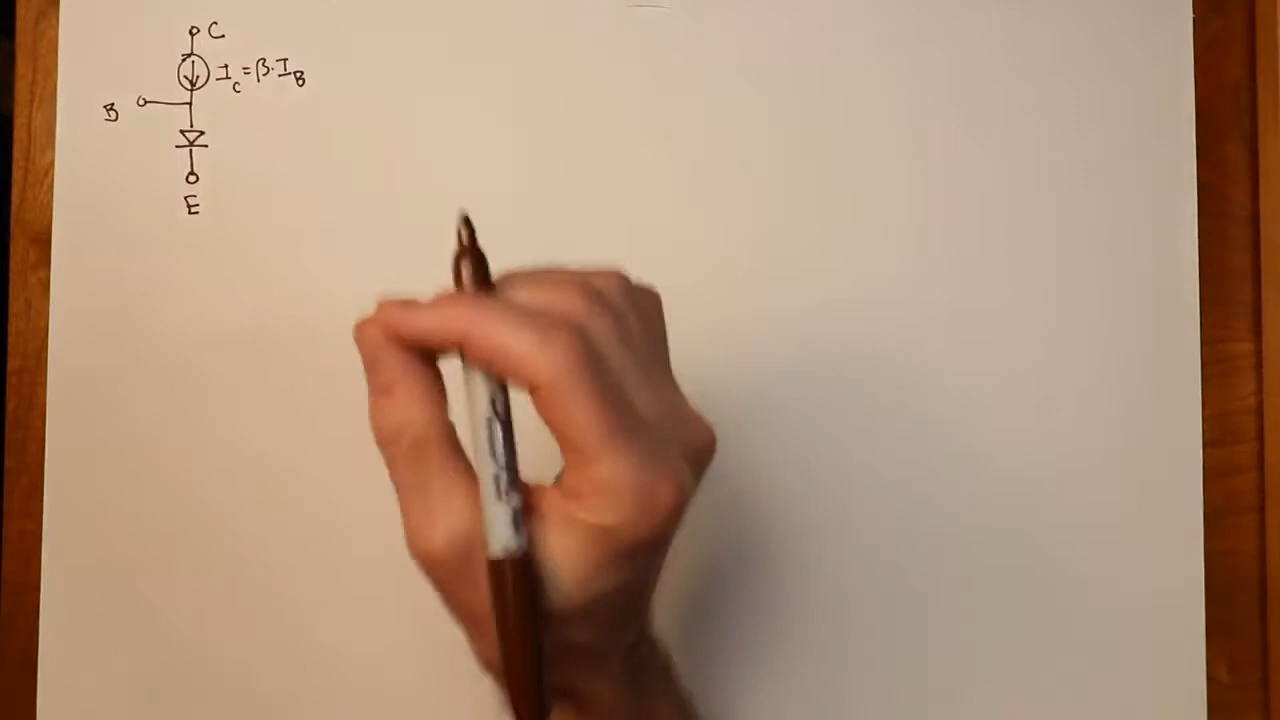 C
I_C = β·I_B
B
E